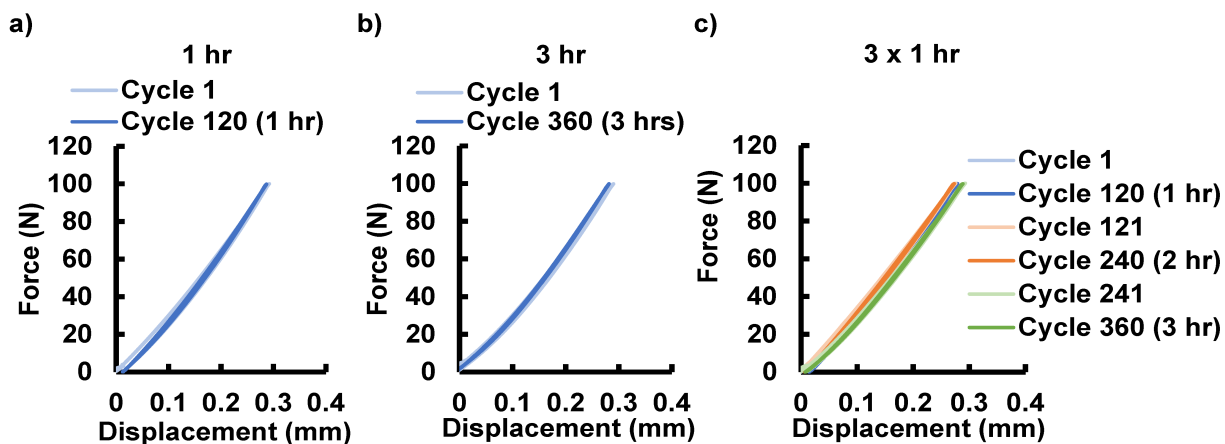 a)
1 hr
Cycle 1
Cycle 120 (1 hr)
120
100
80
60
40
20
0
Force (N)
0 0.1 0.2 0.3 0.4
Displacement (mm)
b)
3 hr
Cycle 1
Cycle 360 (3 hrs)
120
100
80
60
40
20
0
Force (N)
0 0.1 0.2 0.3 0.4
Displacement (mm)
c)
3 x 1 hr
120
100
80
60
40
20
0
Force (N)
0 0.1 0.2 0.3 0.4
Displacement (mm)
Cycle 1
Cycle 120 (1 hr)
Cycle 121
Cycle 240 (2 hr)
Cycle 241
Cycle 360 (3 hr)